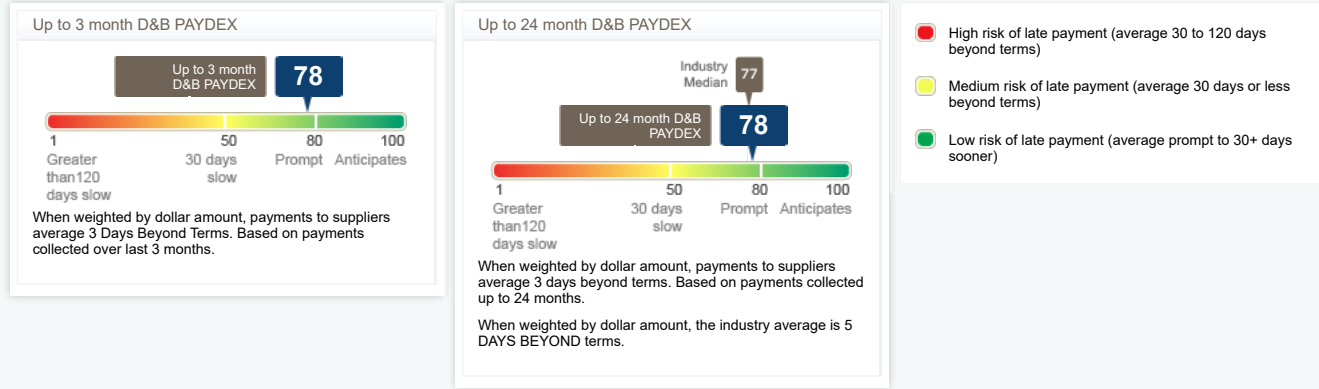 Up to 3 month D&B PAYDEX
Up to 3 month
D&B PAYDEX
78
1 50 80 100
Greater
than120
days slow
30 days
slow
Prompt
Anticipates
When weighted by dollar amount, payments to suppliers
average 3 Days Beyond Terms. Based on payments
collected over last 3 months.
Up to 24 month D&B PAYDEX
Industry
Median
77
Up to 24 month D&B
PAYDEX
78
1 50 80 100
Greater
than120
days slow
30 days
slow
Prompt
Anticipates
When weighted by dollar amount, payments to suppliers
average 3 days beyond terms. Based on payments collected
up to 24 months.
When weighted by dollar amount, the industry average is 5
DAYS BEYOND terms.
High risk of late payment (average 30 to 120 days
beyond terms)
Medium risk of late payment (average 30 days or less
beyond terms)
Low risk of late payment (average prompt to 30+ days
sooner)